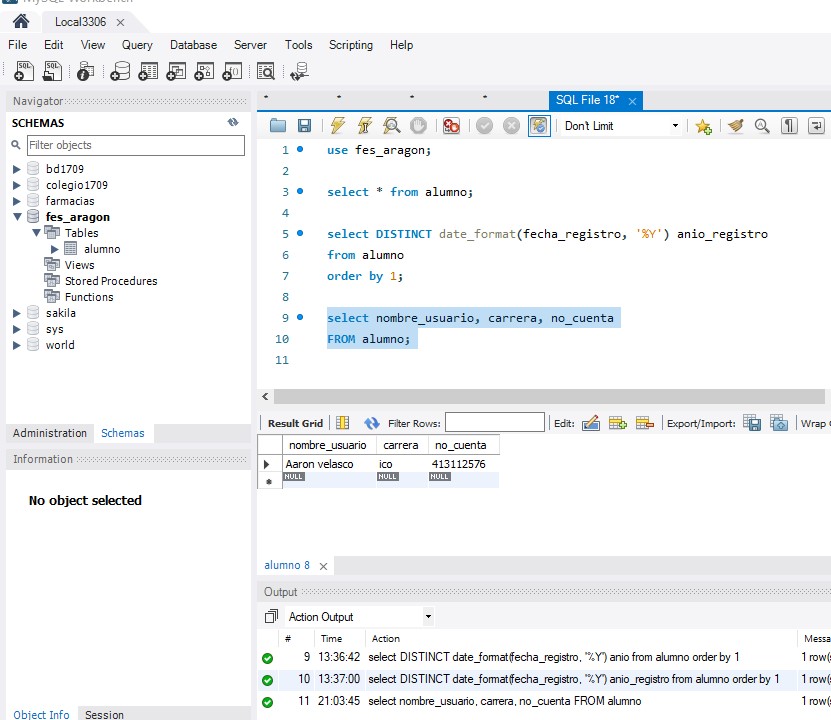 MySQL Workbench
Local3306
File Edit View Query Database Server Tools Scripting Help
Navigator
SCHEMAS
Filter objects
bd1709
colegio1709
farmacias
fes_aragon
Tables
alumno
Views
Stored Procedures
Functions
sakila
sys
world
Administration Schemas
Information
No object selected
Object Info Session
* * * * SQL File 18*
Don't Limit
1 use fes_aragon;
2
3 select * from alumno;
4
5 select DISTINCT date_format(fecha_registro, '%Y') anio_registro
6 from alumno
7 order by 1;
8
9 select nombre_usuario, carrera, no_cuenta
10 FROM alumno;
11
Result Grid Filter Rows: Edit: Export/Import: Wrap
nombre_usuario carrera no_cuenta
Aaron velasco ico 413112576
NULL NULL NULL
alumno 8
Output
Action Output
# Time Action Messa
9 13:36:42 select DISTINCT date_format(fecha_registro, '%Y') anio from alumno order by 1 1 row(s
10 13:37:00 select DISTINCT date_format(fecha_registro, '%Y') anio_registro from alumno order by 1 1 row(s
11 21:03:45 select nombre_usuario, carrera, no_cuenta FROM alumno 1 row(s